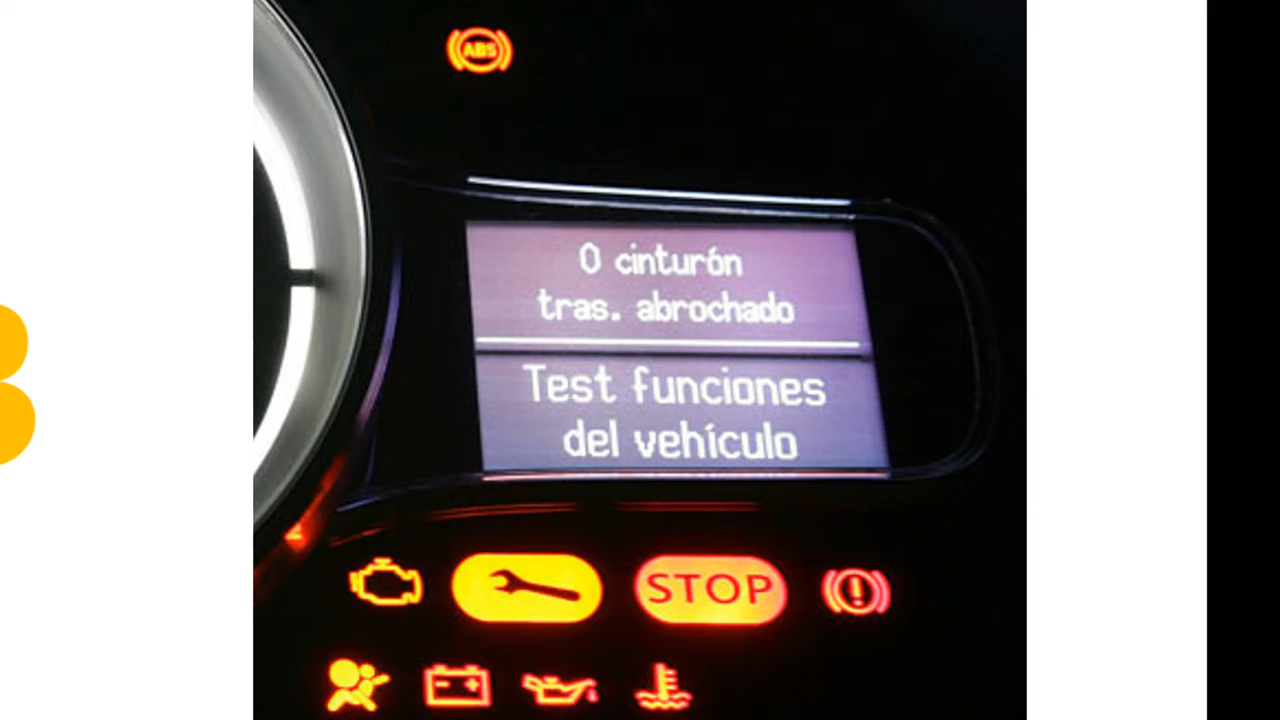 ABS
0 cinturón
tras. abrochado
Test funciones
del vehículo
STOP